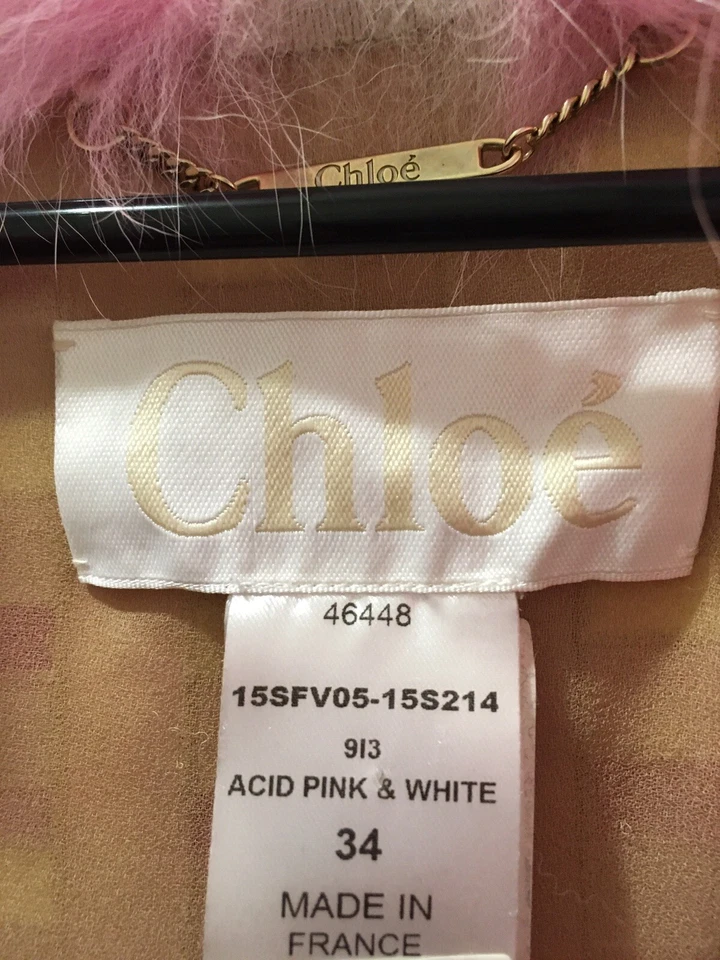 Chloé
Chloé
46448
15SFV05-15S214
9I3
ACID PINK & WHITE
34
MADE IN
FRANCE